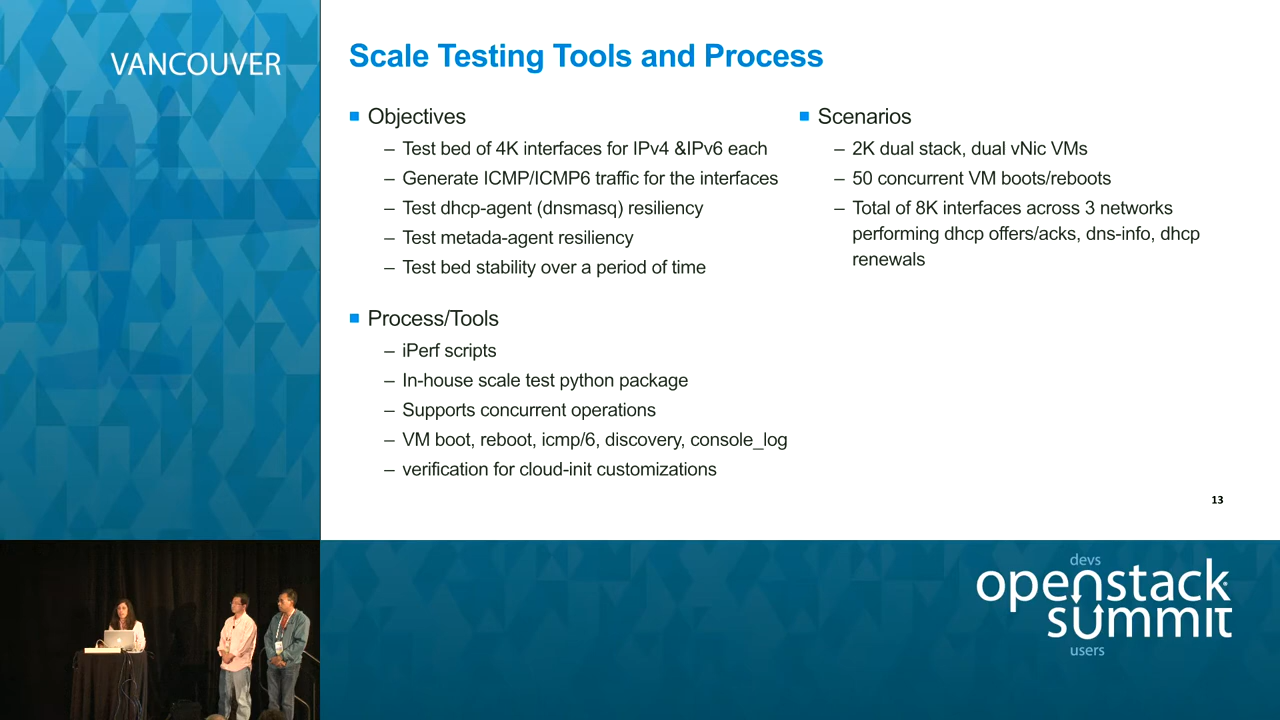 VANCOUVER
Scale Testing Tools and Process
Objectives
– Test bed of 4K interfaces for IPv4 &IPv6 each
– Generate ICMP/ICMP6 traffic for the interfaces
– Test dhcp-agent (dnsmasq) resiliency
– Test metada-agent resiliency
– Test bed stability over a period of time
Process/Tools
– iPerf scripts
– In-house scale test python package
– Supports concurrent operations
– VM boot, reboot, icmp/6, discovery, console_log
– verification for cloud-init customizations
Scenarios
– 2K dual stack, dual vNic VMs
– 50 concurrent VM boots/reboots
– Total of 8K interfaces across 3 networks
performing dhcp offers/acks, dns-info, dhcp
renewals
13
devs
openstack
summit
users